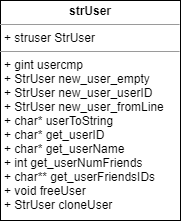 strUser
+ struser StrUser
+ gint usercmp
+ StrUser new_user_empty
+ StrUser new_user_userID
+ StrUser new_user_fromLine
+ char* userToString
+ char* get_userID
+ char* get_userName
+ int get_userNumFriends
+ char** get_userFriendsIDs
+ void freeUser
+ StrUser cloneUser